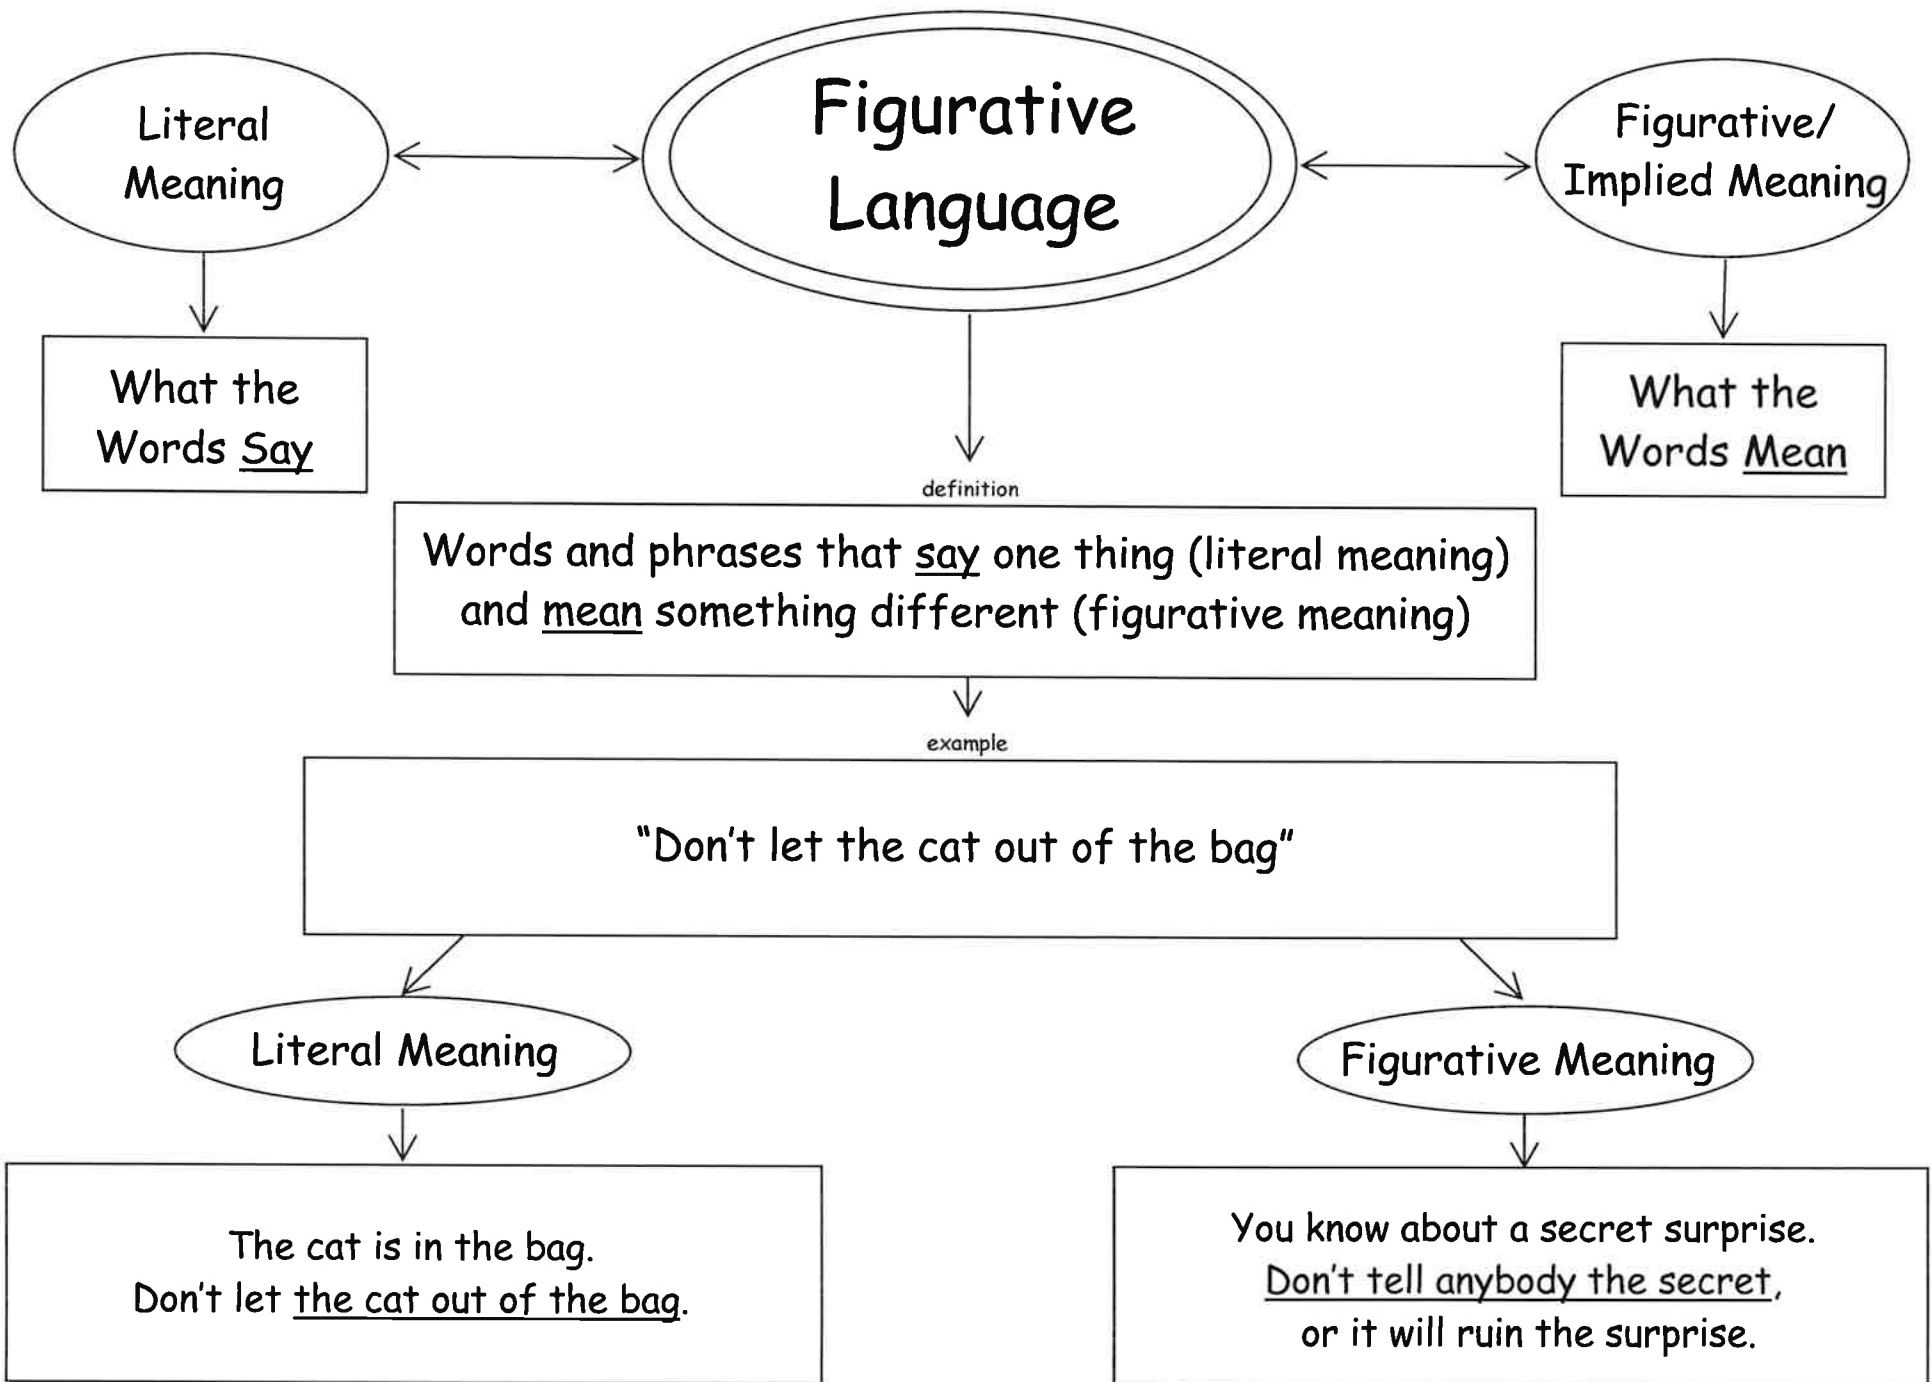 Literal
Meaning
Figurative
Language
Figurative/
Implied Meaning
What the
Words Say
What the
Words Mean
definition
Words and phrases that say one thing (literal meaning)
and mean something different (figurative meaning)
example
"Don't let the cat out of the bag"
Literal Meaning
Figurative Meaning
The cat is in the bag.
Don't let the cat out of the bag.
You know about a secret surprise.
Don't tell anybody the secret,
or it will ruin the surprise.